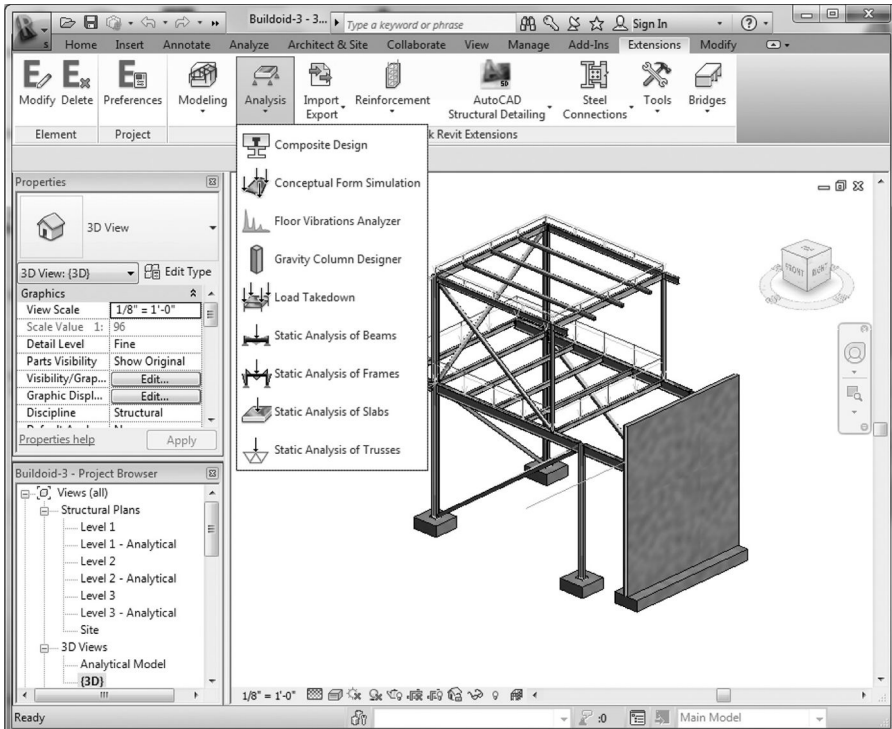 Buildoid-3 - 3... Type a keyword or phrase Sign In
Home Insert Annotate Analyze Architect & Site Collaborate View Manage Add-Ins Extensions Modify
Modify Delete Preferences Modeling Analysis Import Export Reinforcement AutoCAD Structural Detailing Steel Connections Tools Bridges
Element Project k Revit Extensions
Composite Design
Conceptual Form Simulation
Floor Vibrations Analyzer
Gravity Column Designer
Load Takedown
Static Analysis of Beams
Static Analysis of Frames
Static Analysis of Slabs
Static Analysis of Trusses
Properties
3D View
3D View: {3D} Edit Type
Graphics
View Scale 1/8" = 1'-0"
Scale Value 1: 96
Detail Level Fine
Parts Visibility Show Original
Visibility/Grap... Edit...
Graphic Displ... Edit...
Discipline Structural
Properties help Apply
Buildoid-3 - Project Browser
Views (all)
Structural Plans
Level 1
Level 1 - Analytical
Level 2
Level 2 - Analytical
Level 3
Level 3 - Analytical
Site
3D Views
Analytical Model
{3D}
FRONT
1/8" = 1'-0"
Ready :0 Main Model